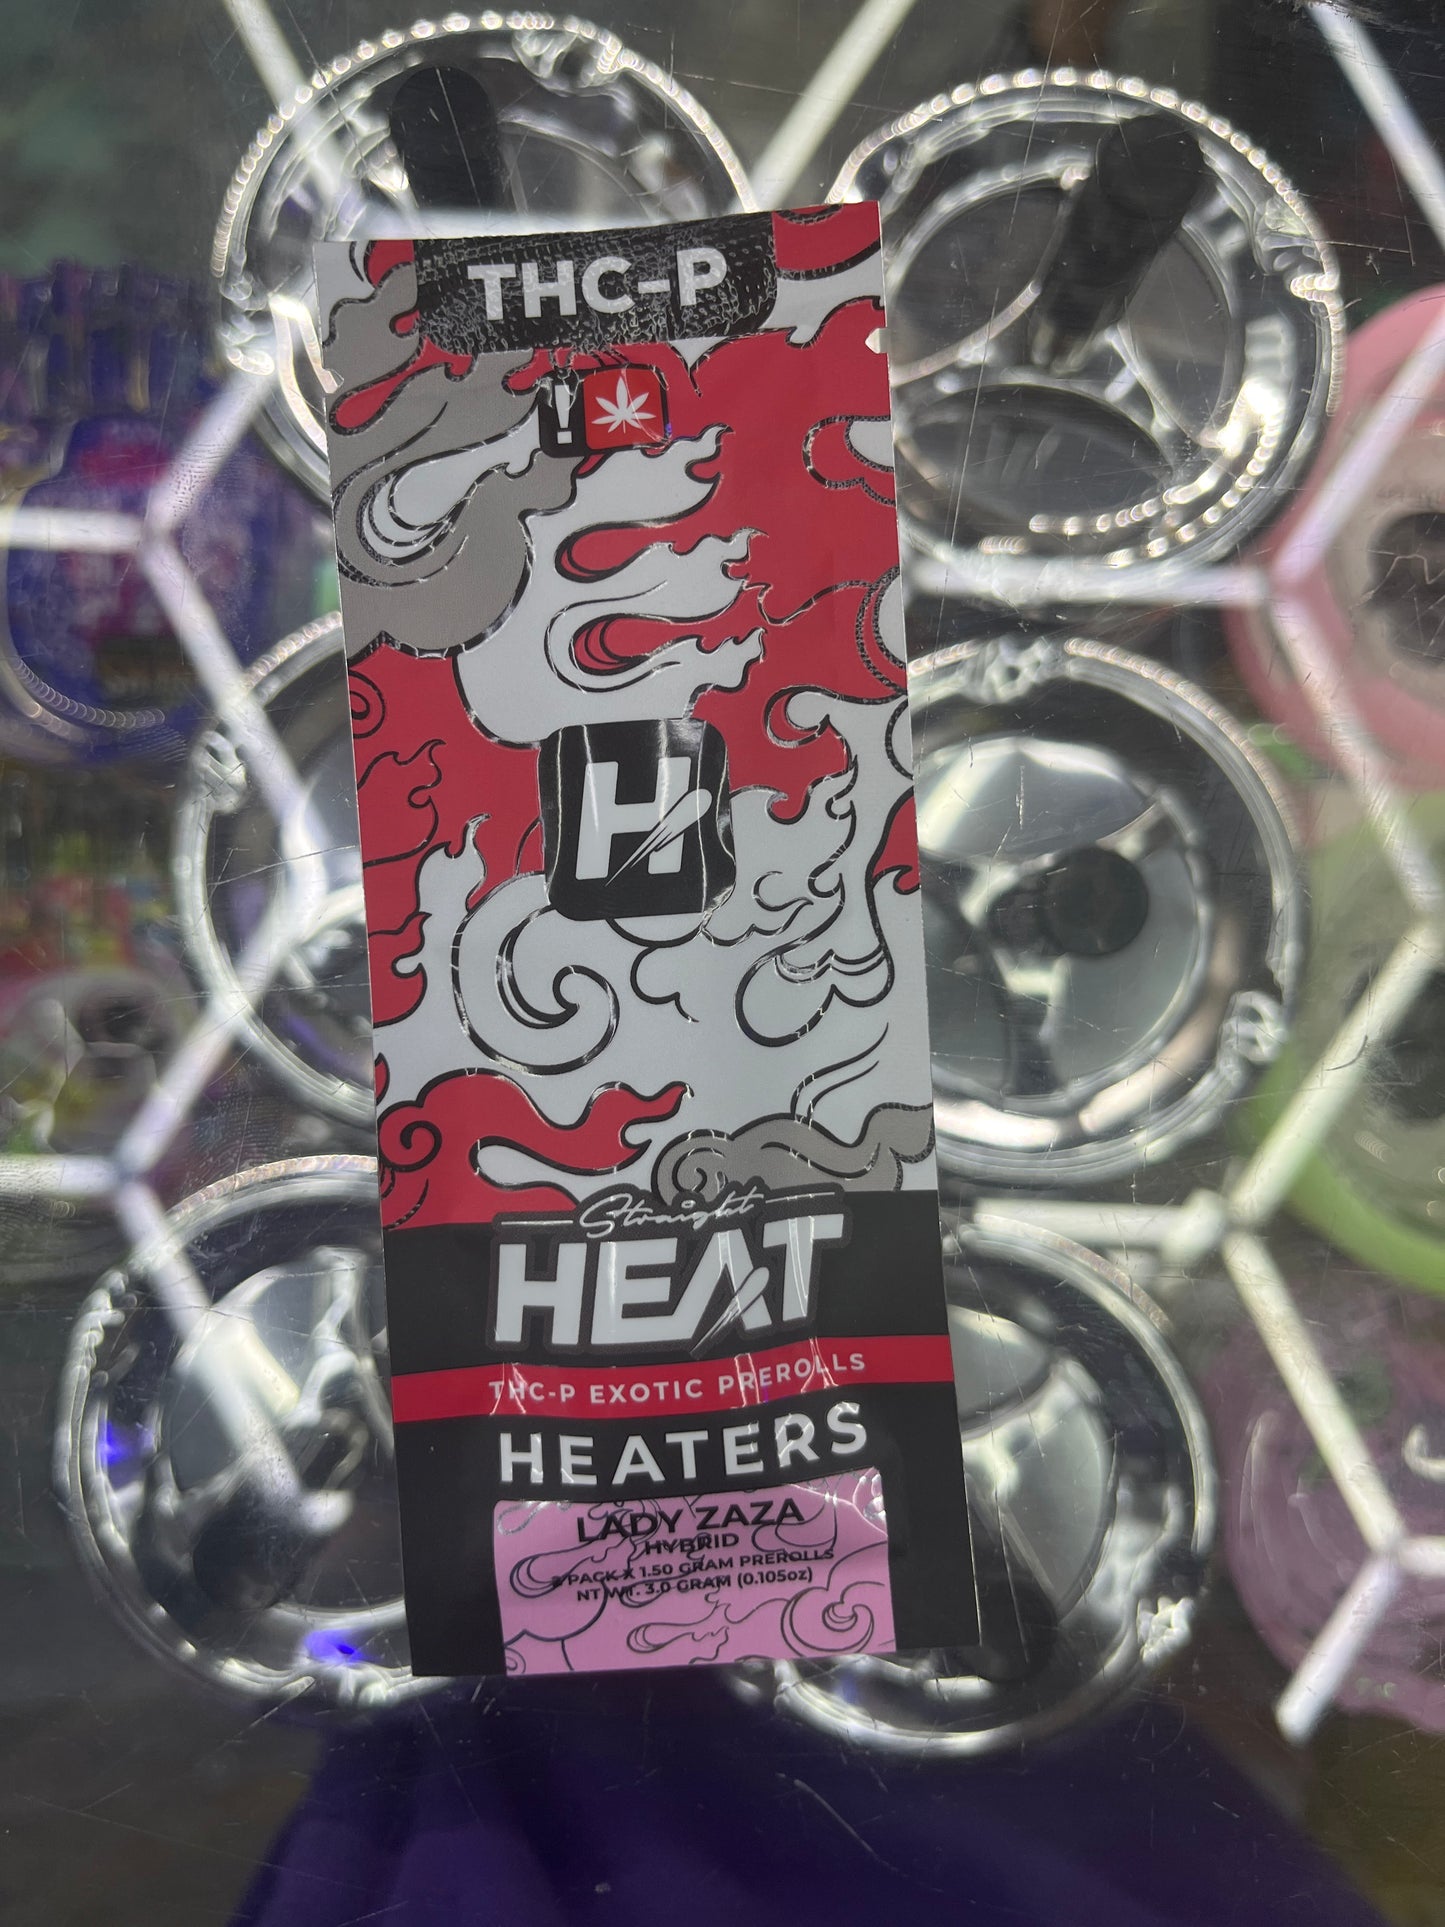 THC-P
!
H
Straight
HEAT
THC-P EXOTIC PREROLLS
HEATERS
LADY ZAZA
HYBRID
2 PACK X 1.50 GRAM PREROLLS
NT WT. 3.0 GRAM (0.105oz)